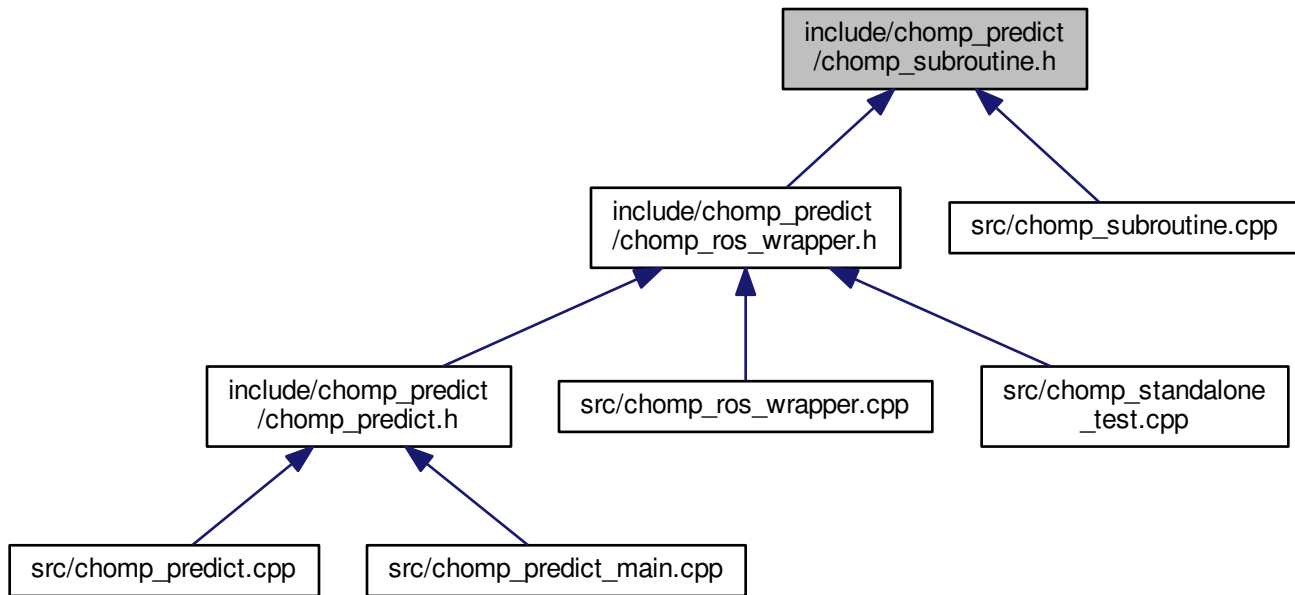 include/chomp_predict
/chomp_subroutine.h
include/chomp_predict
/chomp_ros_wrapper.h
src/chomp_subroutine.cpp
include/chomp_predict
/chomp_predict.h
src/chomp_ros_wrapper.cpp
src/chomp_standalone
_test.cpp
src/chomp_predict.cpp
src/chomp_predict_main.cpp